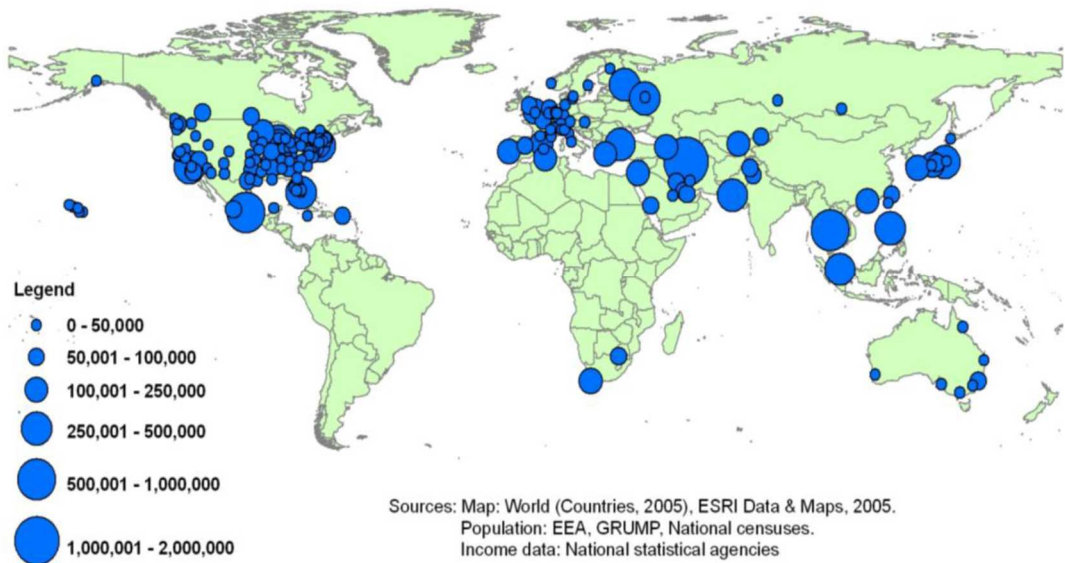 Legend
0 - 50,000
50,001 - 100,000
100,001 - 250,000
250,001 - 500,000
500,001 - 1,000,000
1,000,001 - 2,000,000
Sources: Map: World (Countries, 2005), ESRI Data & Maps, 2005.
Population: EEA, GRUMP, National censuses.
Income data: National statistical agencies